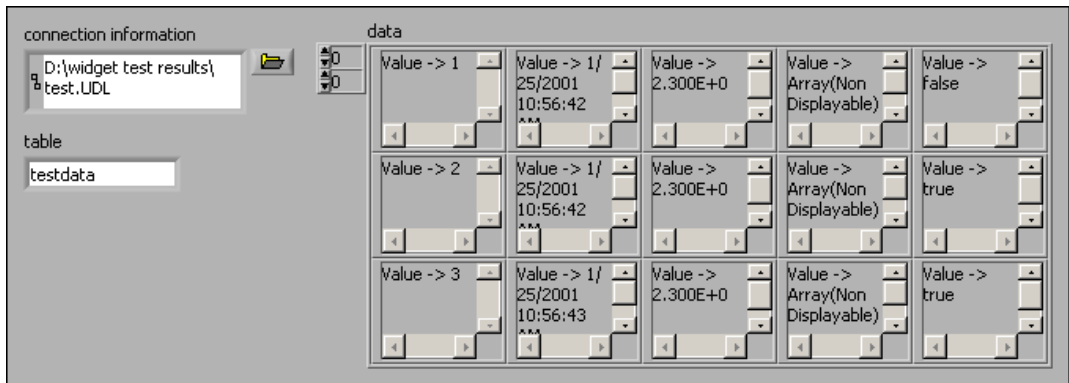 connection information
D:\widget test results\
test.UDL
table
testdata
0
0
data
Value -> 1
Value -> 1/
25/2001
10:56:42
AM
Value ->
2.300E+0
Value ->
Array(Non
Displayable)
Value ->
false
Value -> 2
Value -> 1/
25/2001
10:56:42
AM
Value ->
2.300E+0
Value ->
Array(Non
Displayable)
Value ->
true
Value -> 3
Value -> 1/
25/2001
10:56:43
AM
Value ->
2.300E+0
Value ->
Array(Non
Displayable)
Value ->
true